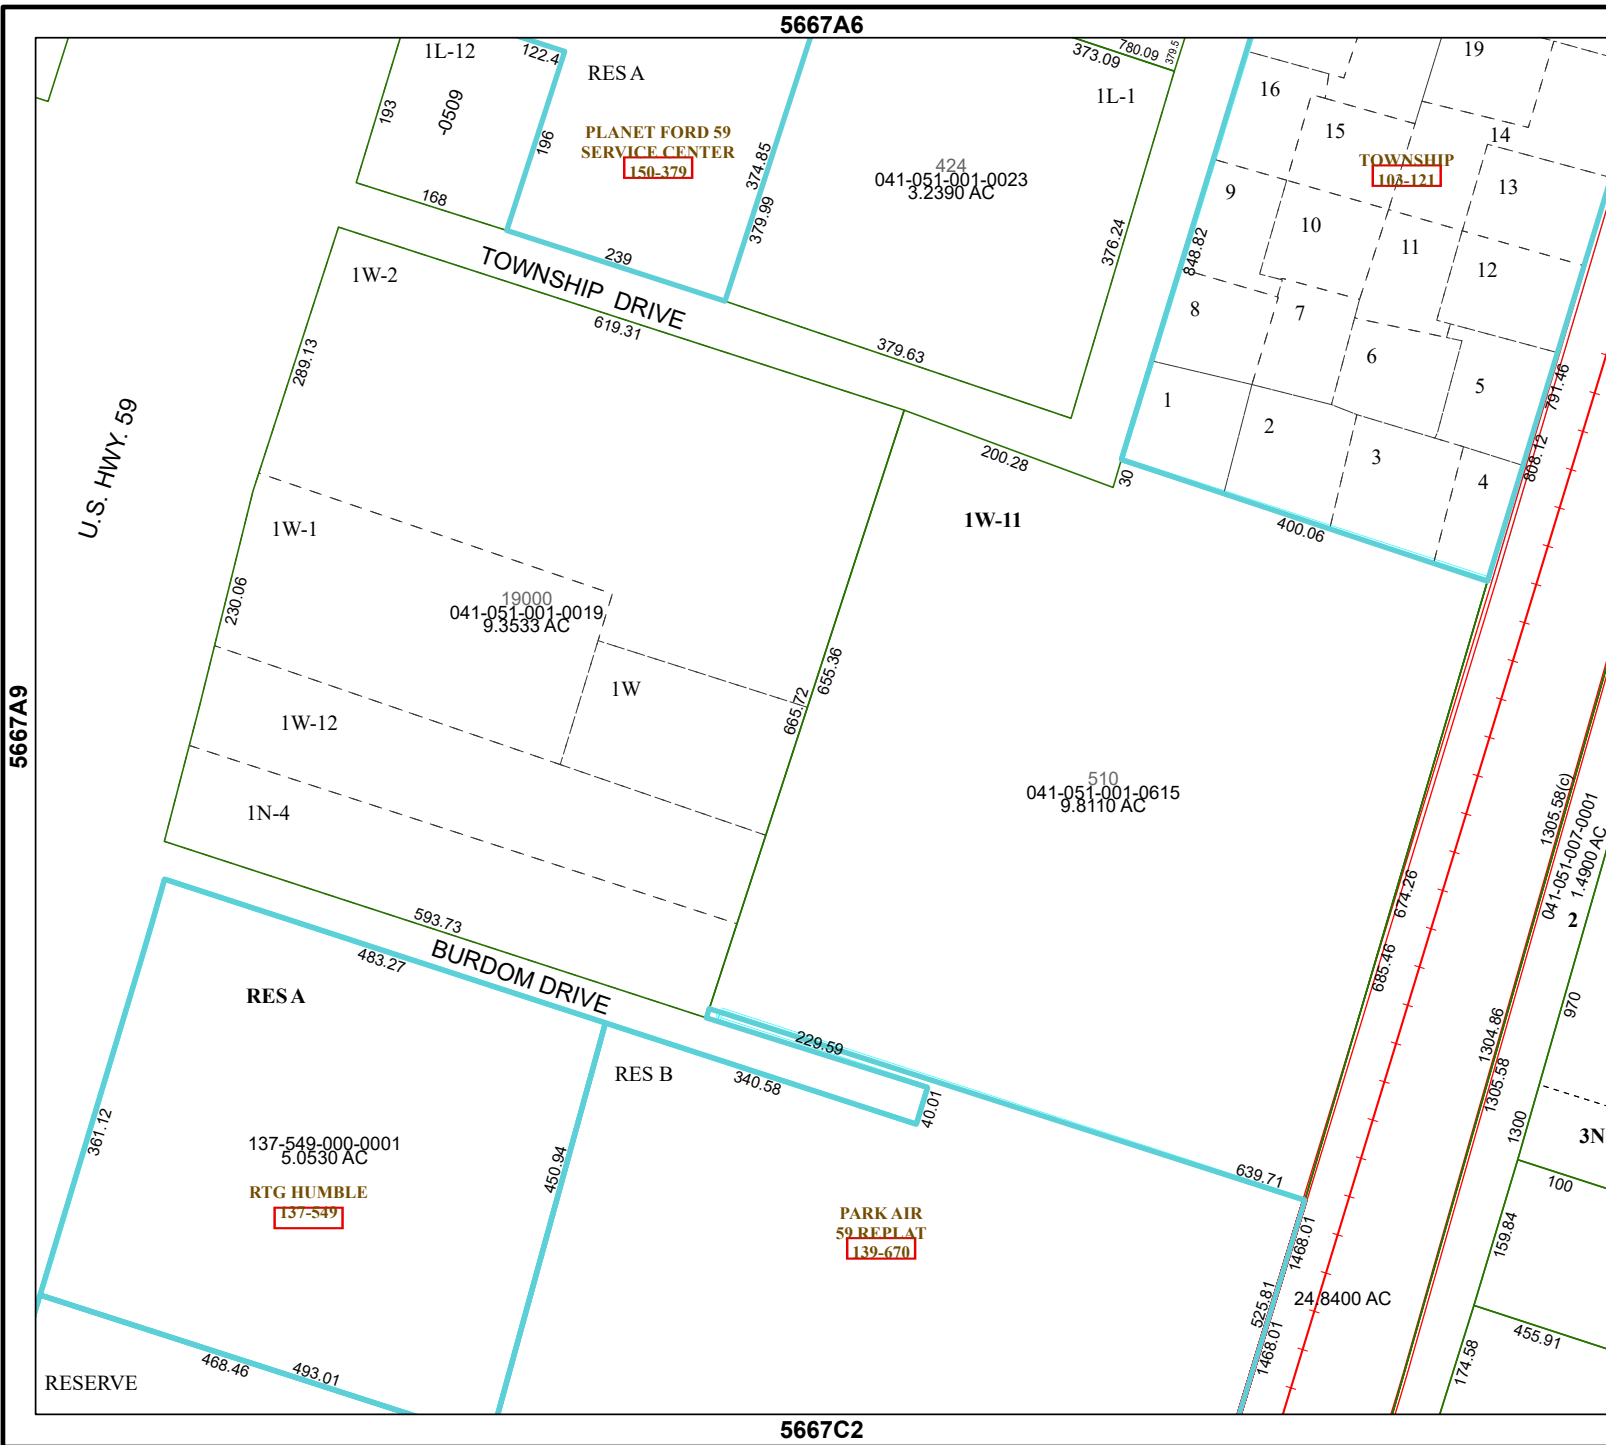 5667A6
1L-12
122.4
RES A
373.09
780.09
379.5
19
16
1L-1
193
-0509
196
PLANET FORD 59
SERVICE CENTER
150-379
374.85
379.99
424
041-051-001-0023
3.2390 AC
15
14
TOWNSHIP
103-121
13
9
10
11
12
168
239
TOWNSHIP DRIVE
619.31
376.24
848.82
1W-2
8
7
6
5
289.13
379.63
791.46
1
2
3
4
U.S. HWY. 59
200.28
30
808.12
1W-11
400.06
1W-1
230.06
19000
041-051-001-0019
9.3533 AC
655.36
665.72
1W
5667A9
1W-12
510
041-051-001-0615
9.8110 AC
1N-4
1305.58(c)
041-051-007-0001
1.4900 AC
2
674.26
685.46
593.73
483.27
BURDOM DRIVE
RES A
970
1304.86
1305.58
229.59
RES B
340.58
40.01
361.12
1300
3N
137-549-000-0001
5.0530 AC
450.94
639.71
100
RTG HUMBLE
137-549
PARK AIR
59 REPLAT
139-670
1468.01
159.84
525.81
24.8400 AC
1468.01
455.91
174.58
468.46
493.01
RESERVE
5667C2